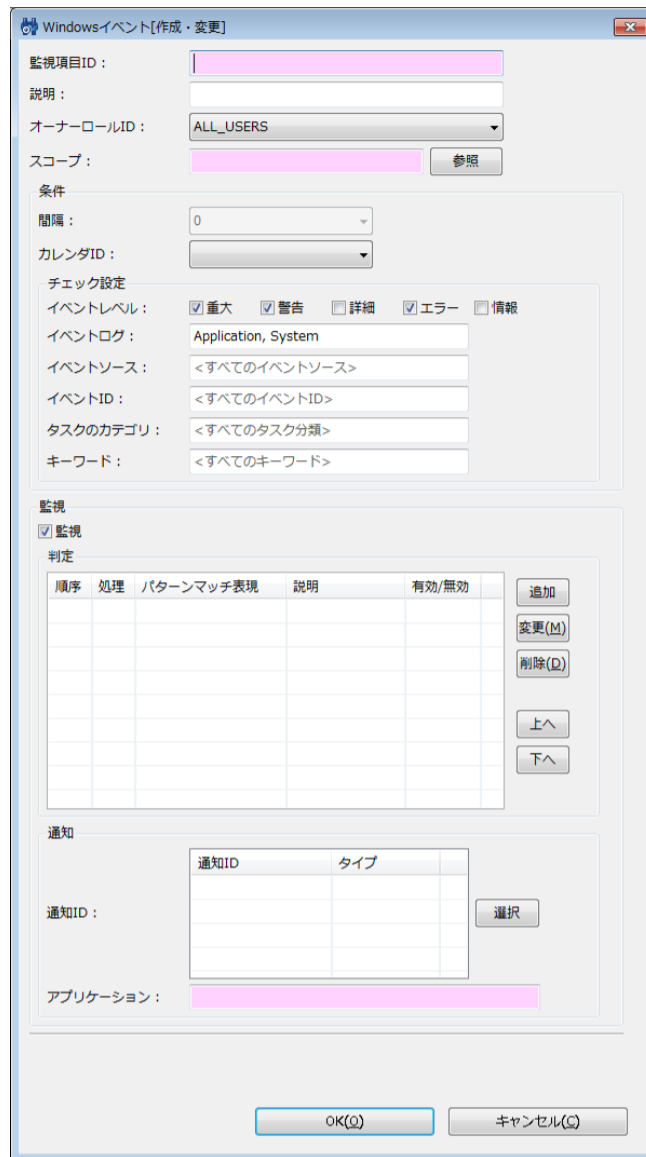 Windowsイベント[作成・変更]
監視項目ID：
説明：
オーナーロールID： ALL_USERS
スコープ： 参照
条件
間隔： 0
カレンダID：
チェック設定
イベントレベル： 重大 警告 詳細 エラー 情報
イベントログ： Application, System
イベントソース： <すべてのイベントソース>
イベントID： <すべてのイベントID>
タスクのカテゴリ： <すべてのタスク分類>
キーワード： <すべてのキーワード>
監視
監視
判定
順序 処理 パターンマッチ表現 説明 有効/無効
追加
変更(M)
削除(D)
上へ
下へ
通知
通知ID タイプ
通知ID： 選択
アプリケーション：
OK(O) キャンセル(C)